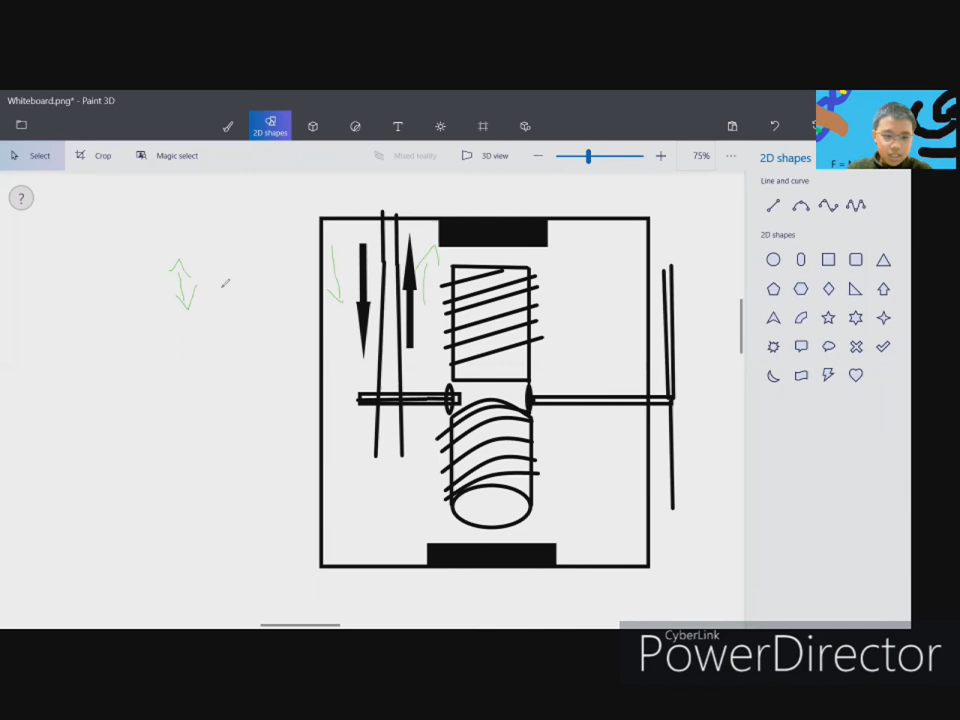 Whiteboard.png* - Paint 3D
2D shapes
Select
Crop
Magic select
Mixed reality
3D view
75%
2D shapes
F =
Line and curve
2D shapes
?
CyberLink
PowerDirector